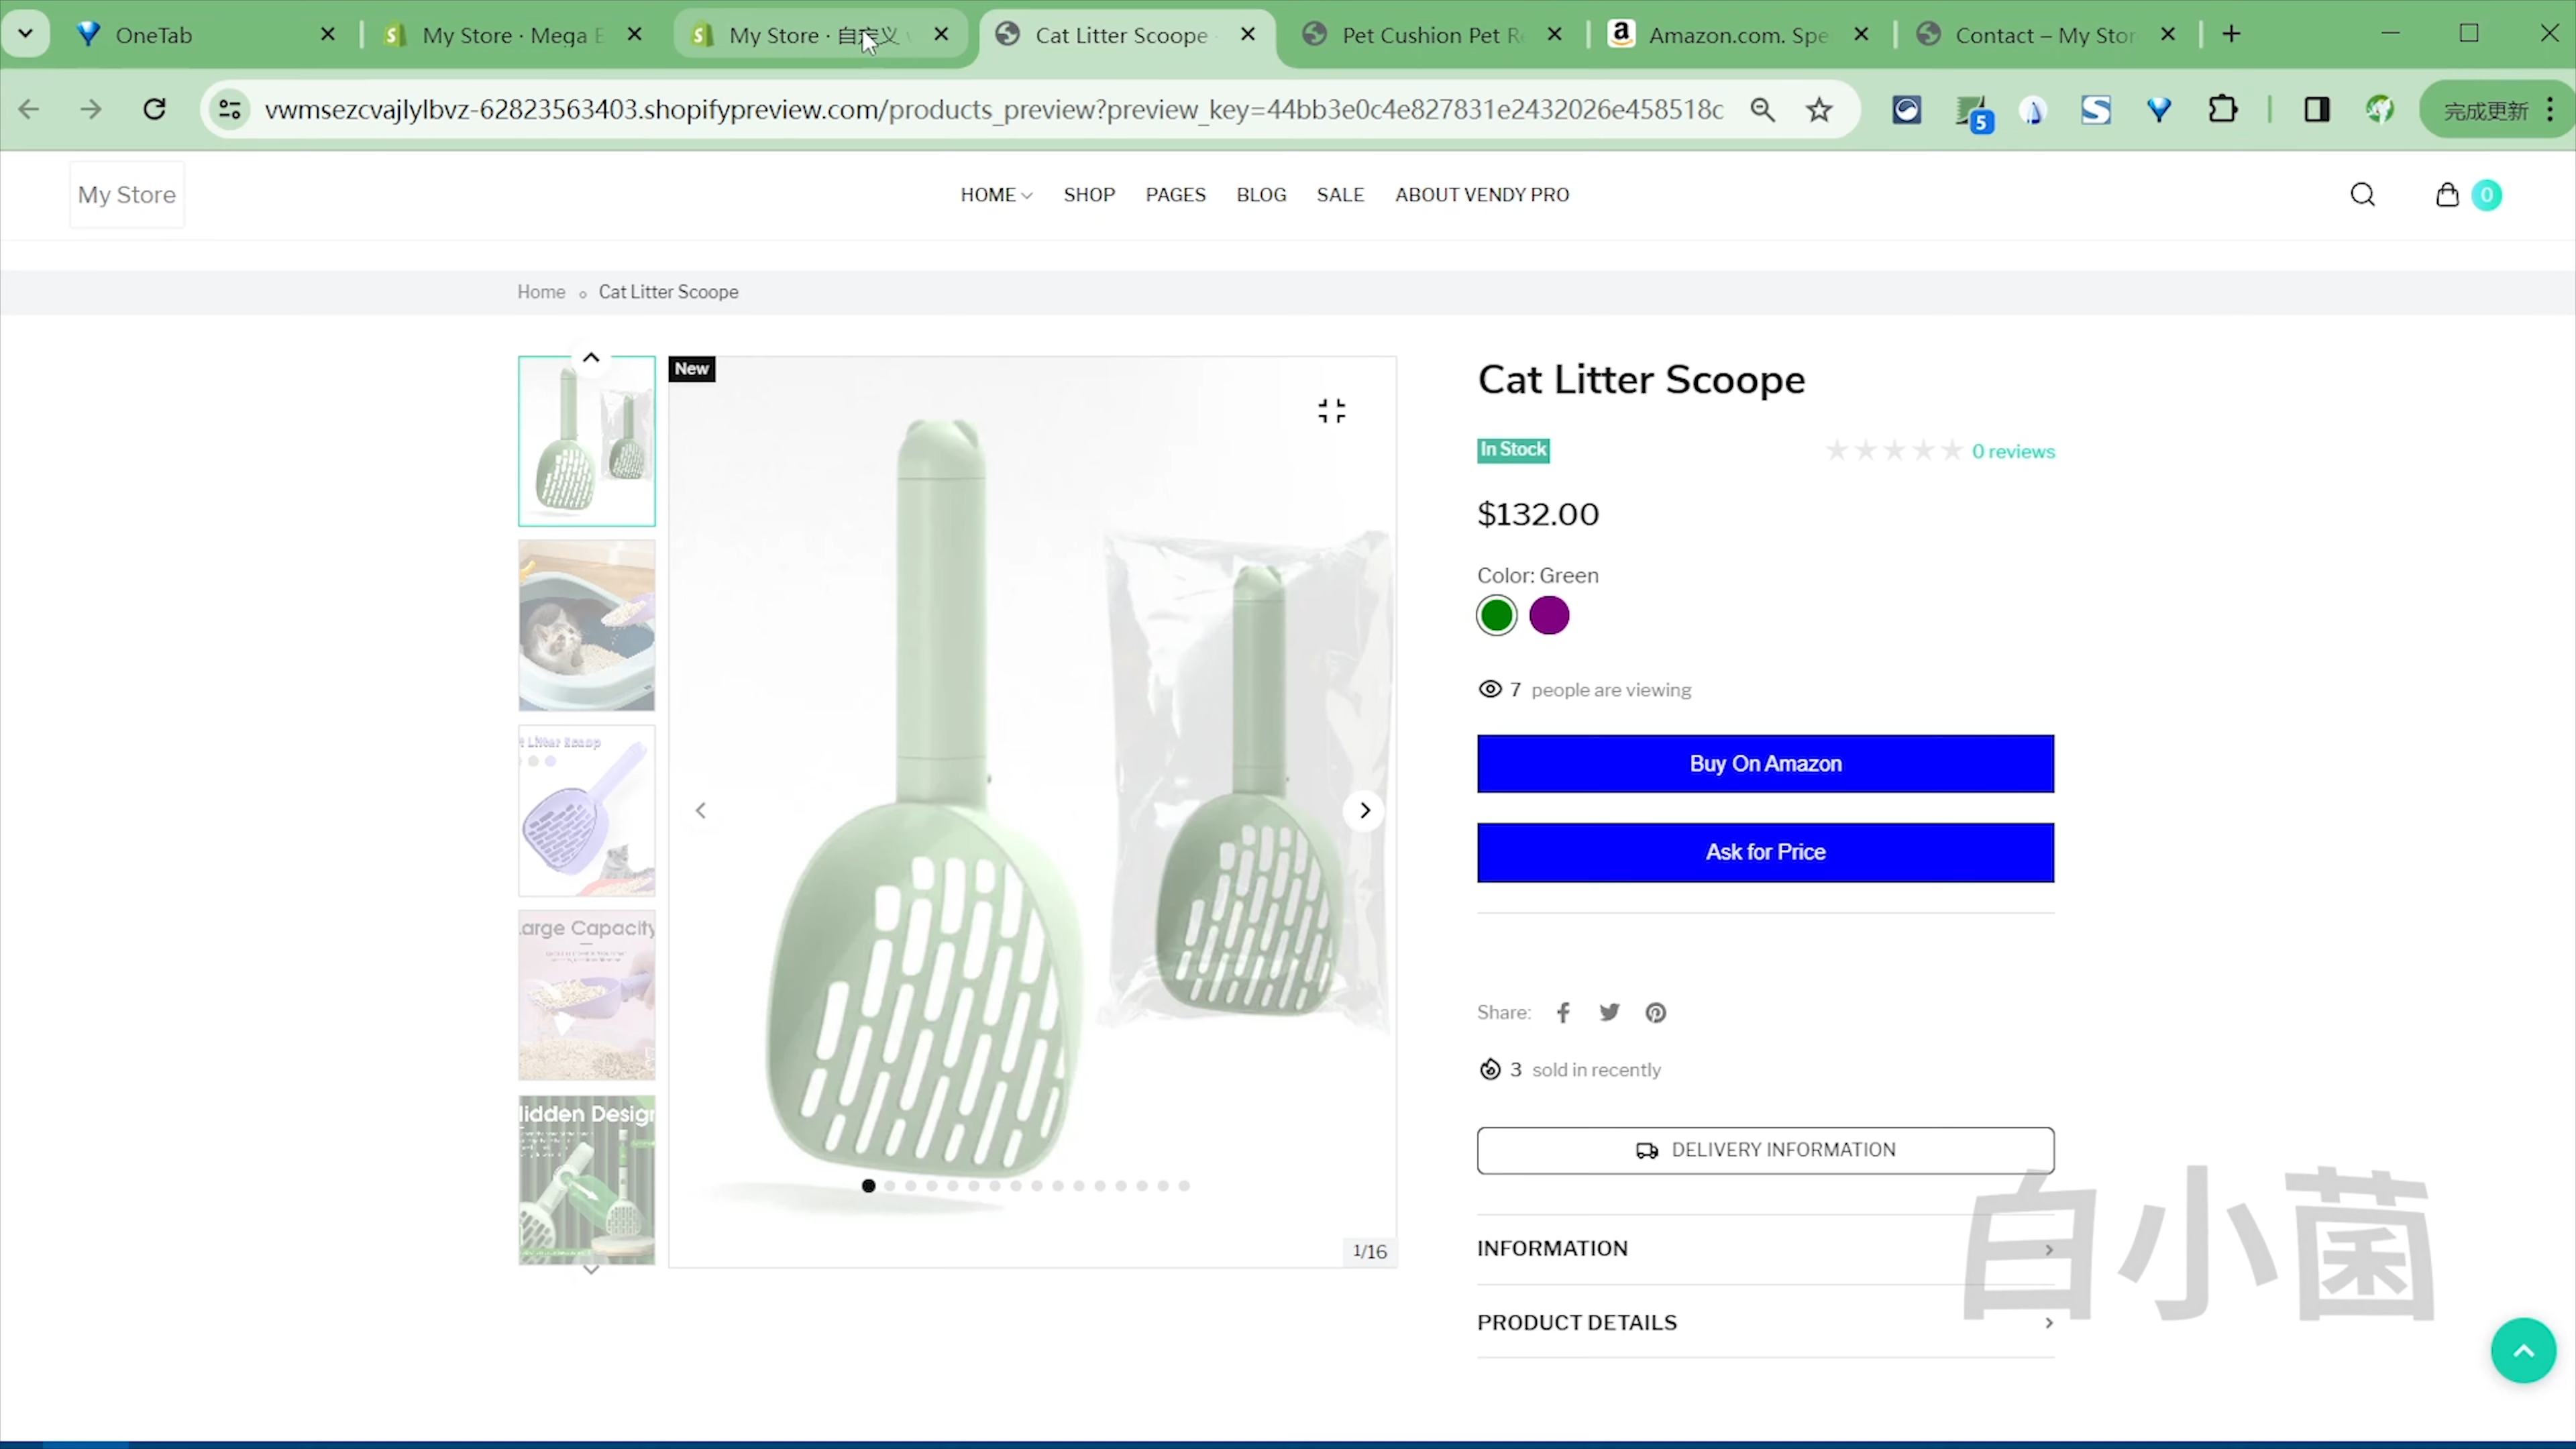 OneTab
My Store · Mega E
My Store · 自定义
Cat Litter Scoope
Pet Cushion Pet R
Amazon.com. Spe
Contact – My Stor
vwmsezcvajlylbvz-62823563403.shopifypreview.com/products_preview?preview_key=44bb3e0c4e827831e2432026e458518c
5
完成更新
My Store
HOME
SHOP
PAGES
BLOG
SALE
ABOUT VENDY PRO
0
Home
Cat Litter Scoope
New
Cat Litter Scoope
In Stock
0 reviews
$132.00
Color: Green
7 people are viewing
t Litter Scoop
Buy On Amazon
Ask for Price
arge Capacity
Share:
3 sold in recently
idden Design
DELIVERY INFORMATION
INFORMATION
1/16
PRODUCT DETAILS
白小菌